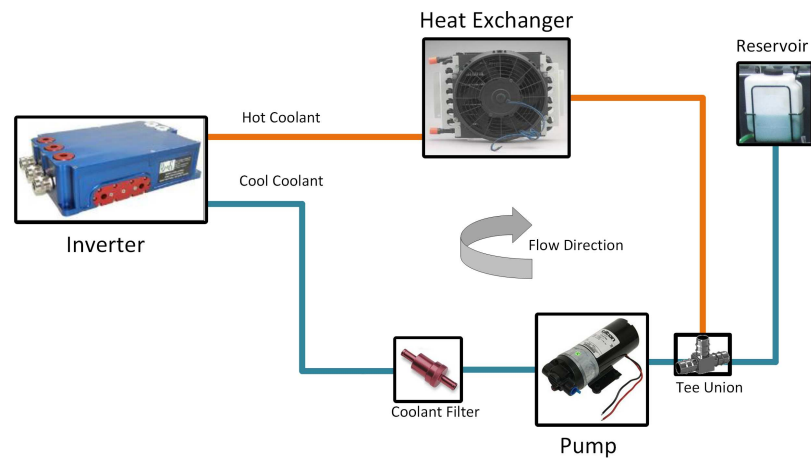 Heat Exchanger
Reservoir
Hot Coolant
Cool Coolant
Inverter
Flow Direction
Coolant Filter
Tee Union
Pump